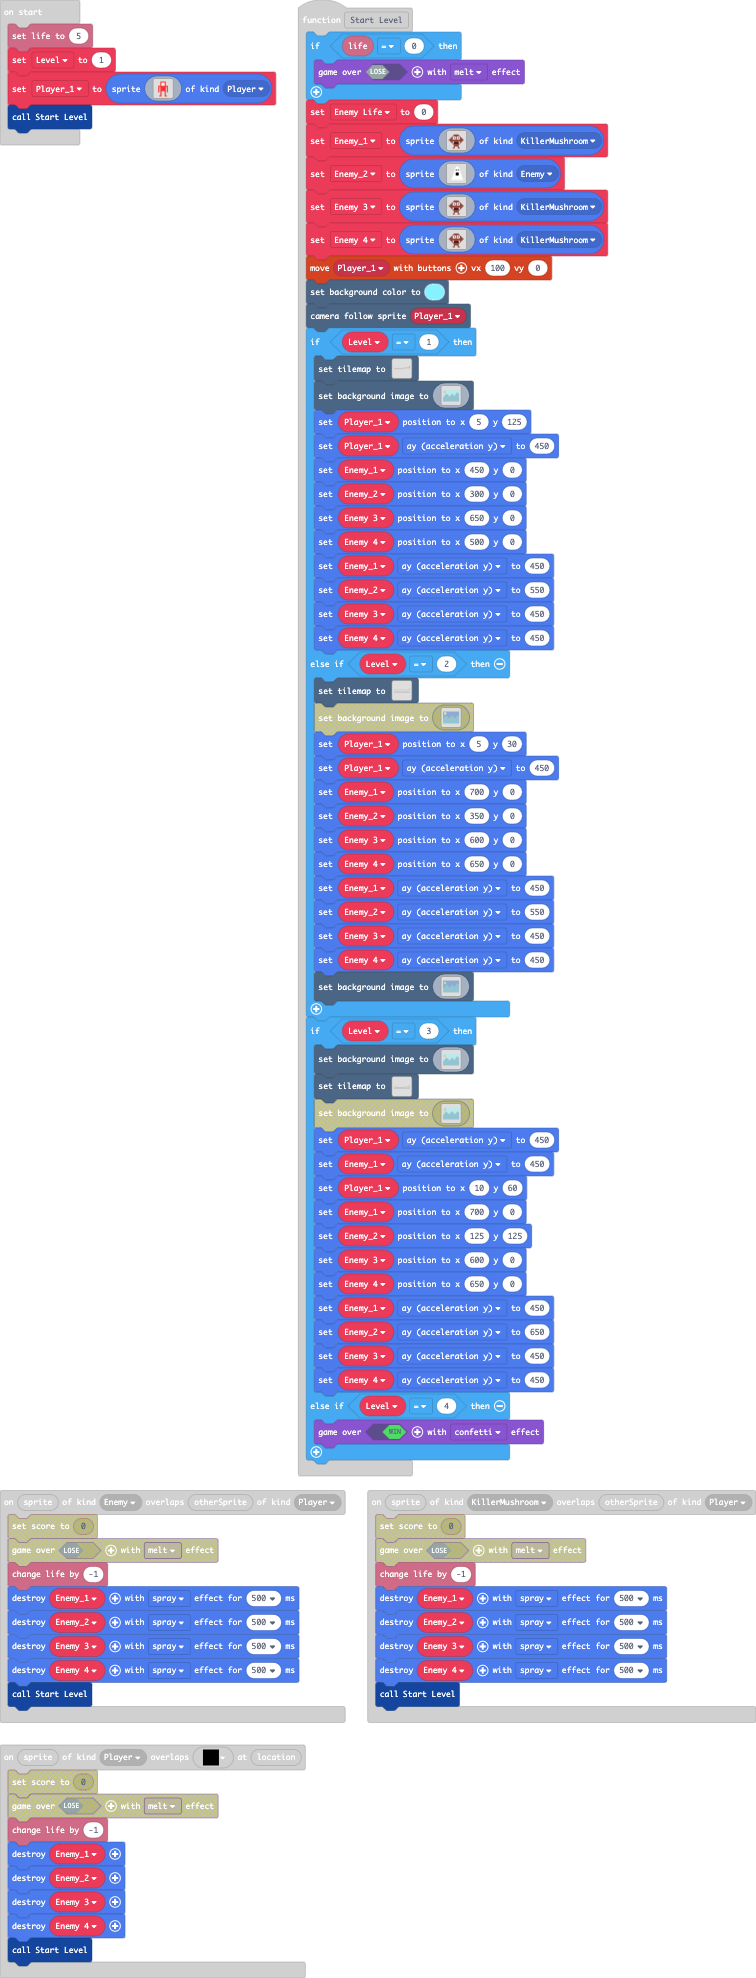 on start
set life to 5
set Level to 1
set Player_1 to sprite of kind Player
call Start Level
function Start Level
if life = 0 then
game over LOSE with melt effect
set Enemy Life to 0
set Enemy_1 to sprite of kind KillerMushroom
set Enemy_2 to sprite of kind Enemy
set Enemy 3 to sprite of kind KillerMushroom
set Enemy 4 to sprite of kind KillerMushroom
move Player_1 with buttons vx 100 vy 0
set background color to
camera follow sprite Player_1
if Level = 1 then
set tilemap to
set background image to
set Player_1 position to x 5 y 125
set Player_1 ay (acceleration y) to 450
set Enemy_1 position to x 450 y 0
set Enemy_2 position to x 300 y 0
set Enemy 3 position to x 650 y 0
set Enemy 4 position to x 500 y 0
set Enemy_1 ay (acceleration y) to 450
set Enemy_2 ay (acceleration y) to 550
set Enemy 3 ay (acceleration y) to 450
set Enemy 4 ay (acceleration y) to 450
else if Level = 2 then
set tilemap to
set background image to
set Player_1 position to x 5 y 30
set Player_1 ay (acceleration y) to 450
set Enemy_1 position to x 700 y 0
set Enemy_2 position to x 350 y 0
set Enemy 3 position to x 600 y 0
set Enemy 4 position to x 650 y 0
set Enemy_1 ay (acceleration y) to 450
set Enemy_2 ay (acceleration y) to 550
set Enemy 3 ay (acceleration y) to 450
set Enemy 4 ay (acceleration y) to 450
set background image to
if Level = 3 then
set background image to
set tilemap to
set background image to
set Player_1 ay (acceleration y) to 450
set Enemy_1 ay (acceleration y) to 450
set Player_1 position to x 10 y 60
set Enemy_1 position to x 700 y 0
set Enemy_2 position to x 125 y 125
set Enemy 3 position to x 600 y 0
set Enemy 4 position to x 650 y 0
set Enemy_1 ay (acceleration y) to 450
set Enemy_2 ay (acceleration y) to 650
set Enemy 3 ay (acceleration y) to 450
set Enemy 4 ay (acceleration y) to 450
else if Level = 4 then
game over WIN with confetti effect
on sprite of kind Enemy overlaps otherSprite of kind Player
set score to 0
game over LOSE with melt effect
change life by -1
destroy Enemy_1 with spray effect for 500 ms
destroy Enemy_2 with spray effect for 500 ms
destroy Enemy 3 with spray effect for 500 ms
destroy Enemy 4 with spray effect for 500 ms
call Start Level
on sprite of kind KillerMushroom overlaps otherSprite of kind Player
set score to 0
game over LOSE with melt effect
change life by -1
destroy Enemy_1 with spray effect for 500 ms
destroy Enemy_2 with spray effect for 500 ms
destroy Enemy 3 with spray effect for 500 ms
destroy Enemy 4 with spray effect for 500 ms
call Start Level
on sprite of kind Player overlaps at location
set score to 0
game over LOSE with melt effect
change life by -1
destroy Enemy_1
destroy Enemy_2
destroy Enemy 3
destroy Enemy 4
call Start Level